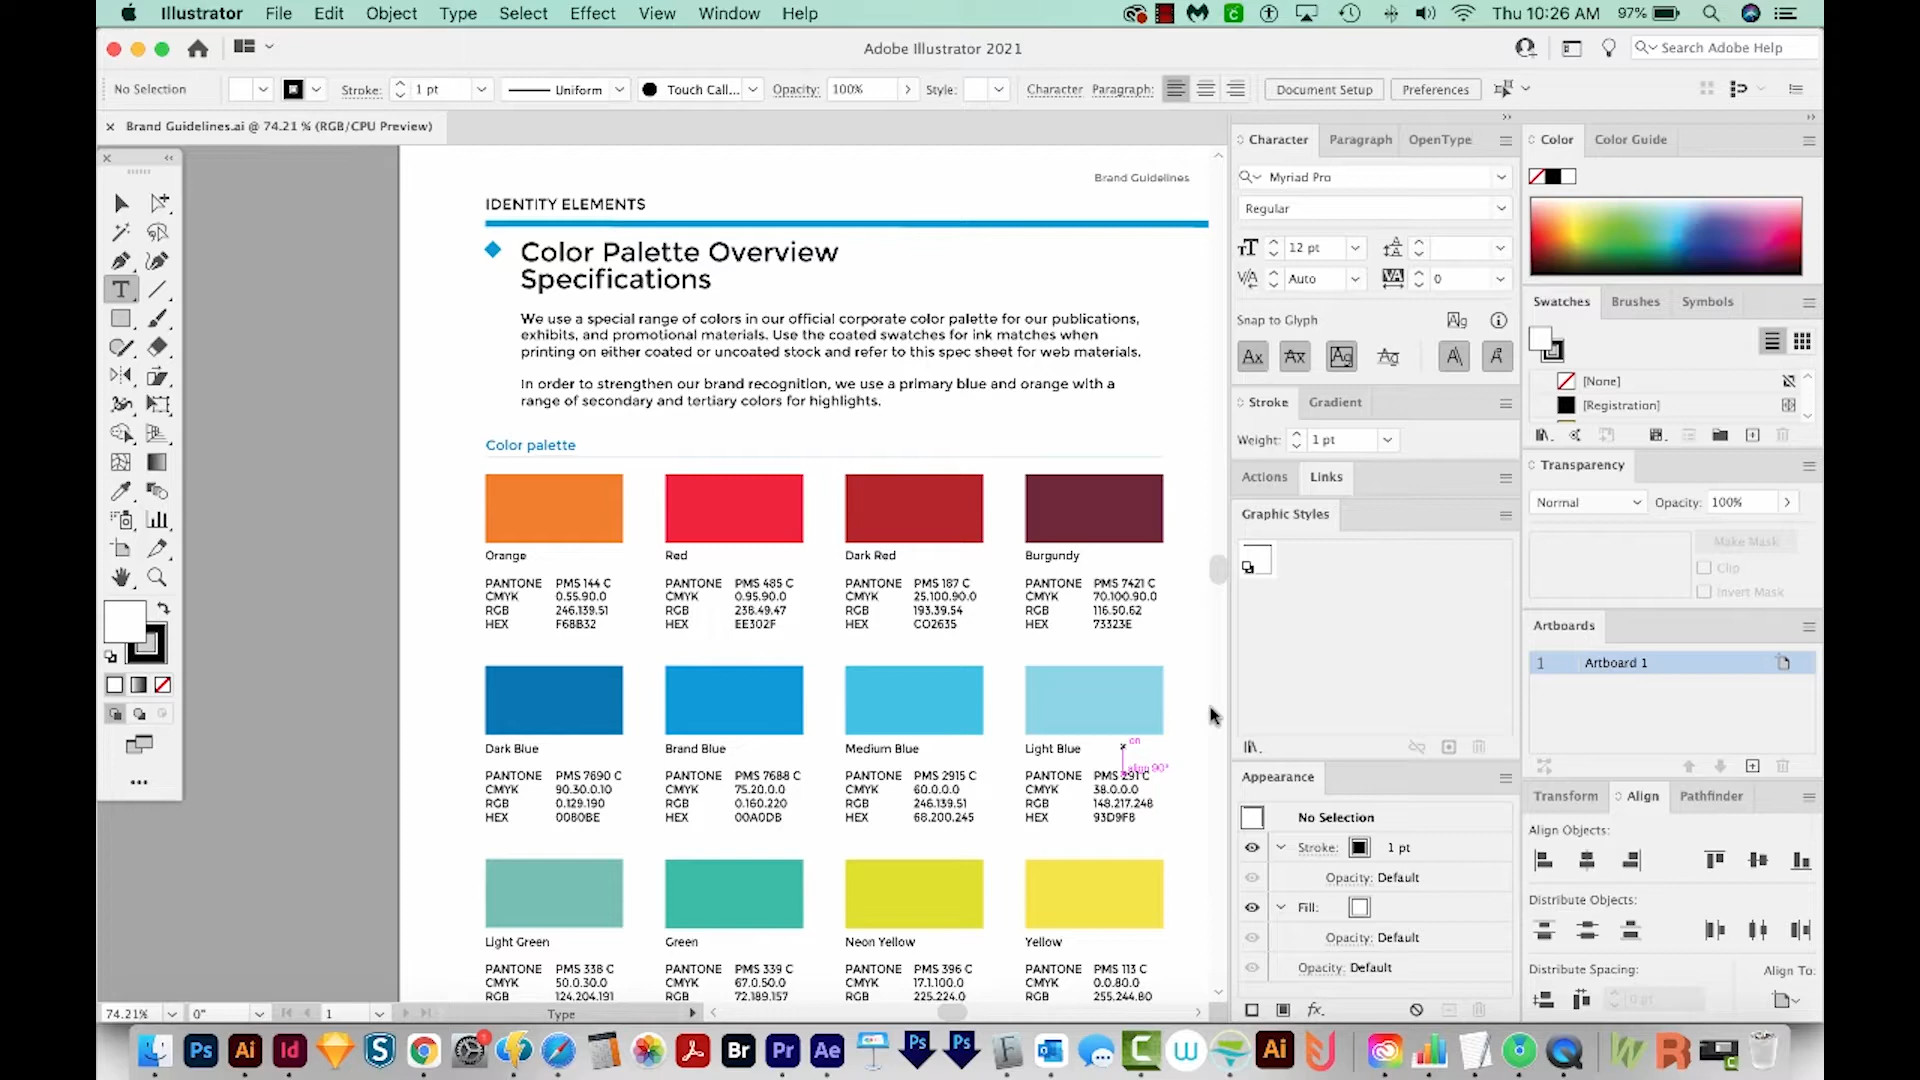 Illustrator File Edit Object Type Select Effect View Window Help Thu 10:26 AM 97%
Adobe Illustrator 2021
Search Adobe Help
No Selection Stroke: 1 pt Uniform Touch Call... Opacity: 100% Style: Character Paragraph: Document Setup Preferences
Brand Guidelines.ai @ 74.21 % (RGB/CPU Preview)
Brand Guidelines
IDENTITY ELEMENTS
Color Palette Overview
Specifications
We use a special range of colors in our official corporate color palette for our publications,
exhibits, and promotional materials. Use the coated swatches for ink matches when
printing on either coated or uncoated stock and refer to this spec sheet for web materials.
In order to strengthen our brand recognition, we use a primary blue and orange with a
range of secondary and tertiary colors for highlights.
Color palette
Orange Red Dark Red Burgundy
PANTONE PMS 144 C PANTONE PMS 485 C PANTONE PMS 187 C PANTONE PMS 7421 C
CMYK 0.55.90.0 CMYK 0.95.90.0 CMYK 25.100.90.0 CMYK 70.100.90.0
RGB 246.139.51 RGB 238.49.47 RGB 193.39.54 RGB 116.50.62
HEX F68B32 HEX EE302F HEX CO2635 HEX 73323E
Dark Blue Brand Blue Medium Blue Light Blue
on
align 90°
PANTONE PMS 7690 C PANTONE PMS 7688 C PANTONE PMS 2915 C PANTONE PMS 291 C
CMYK 90.30.0.10 CMYK 75.20.0.0 CMYK 60.0.0.0 CMYK 38.0.0.0
RGB 0.129.190 RGB 0.160.220 RGB 246.139.51 RGB 148.217.248
HEX 0080BE HEX 00A0DB HEX 68.200.245 HEX 93D9F8
Light Green Green Neon Yellow Yellow
PANTONE PMS 338 C PANTONE PMS 339 C PANTONE PMS 396 C PANTONE PMS 113 C
CMYK 50.0.30.0 CMYK 67.0.50.0 CMYK 17.1.100.0 CMYK 0.0.80.0
RGB 124.204.191 RGB 72.189.157 RGB 225.224.0 RGB 255.244.80
74.21% 0° 1 Type
Character Paragraph OpenType
Myriad Pro
Regular
12 pt
Auto 0
Snap to Glyph
Stroke Gradient
Weight: 1 pt
Actions Links
Graphic Styles
Appearance
No Selection
Stroke: 1 pt
Opacity: Default
Fill:
Opacity: Default
Opacity: Default
Color Color Guide
Swatches Brushes Symbols
[None]
[Registration]
Transparency
Normal Opacity: 100%
Make Mask
Clip
Invert Mask
Artboards
1 Artboard 1
Transform Align Pathfinder
Align Objects:
Distribute Objects:
Distribute Spacing: Align To:
0 pt
Ps Ai Id Br Pr Ae Ps Ps Ai